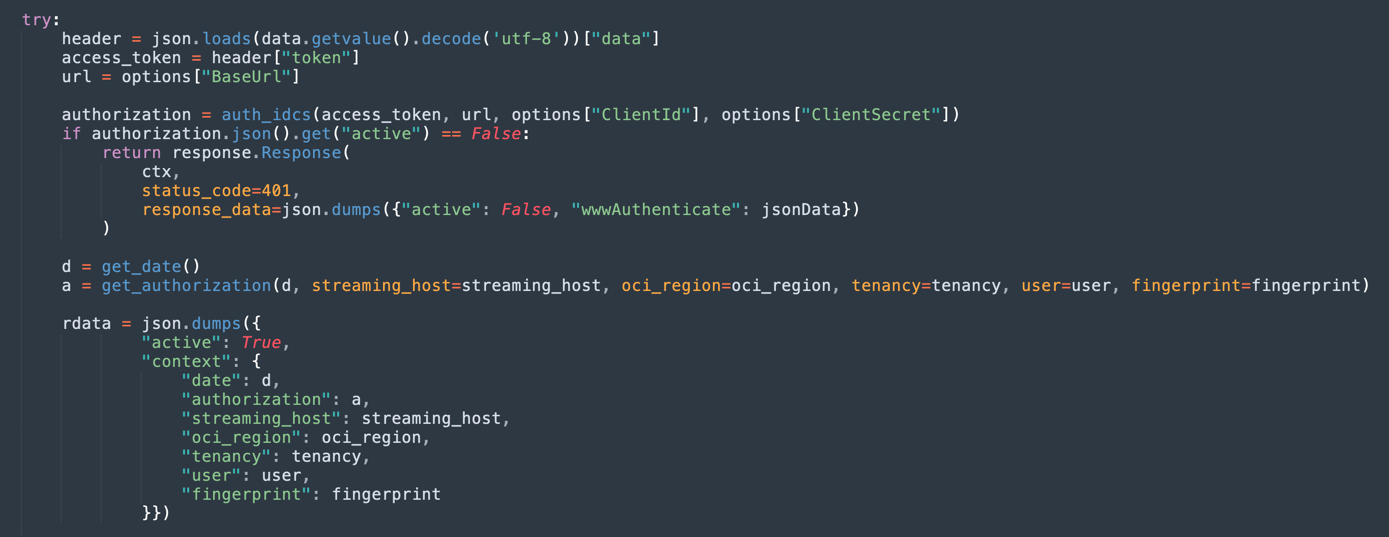 try:
    header = json.loads(data.getvalue().decode('utf-8'))["data"]
    access_token = header["token"]
    url = options["BaseUrl"]

    authorization = auth_idcs(access_token, url, options["ClientId"], options["ClientSecret"])
    if authorization.json().get("active") == False:
        return response.Response(
            ctx,
            status_code=401,
            response_data=json.dumps({"active": False, "wwwAuthenticate": jsonData})
        )

    d = get_date()
    a = get_authorization(d, streaming_host=streaming_host, oci_region=oci_region, tenancy=tenancy, user=user, fingerprint=fingerprint)

    rdata = json.dumps({
            "active": True,
            "context": {
                "date": d,
                "authorization": a,
                "streaming_host": streaming_host,
                "oci_region": oci_region,
                "tenancy": tenancy,
                "user": user,
                "fingerprint": fingerprint
            }})